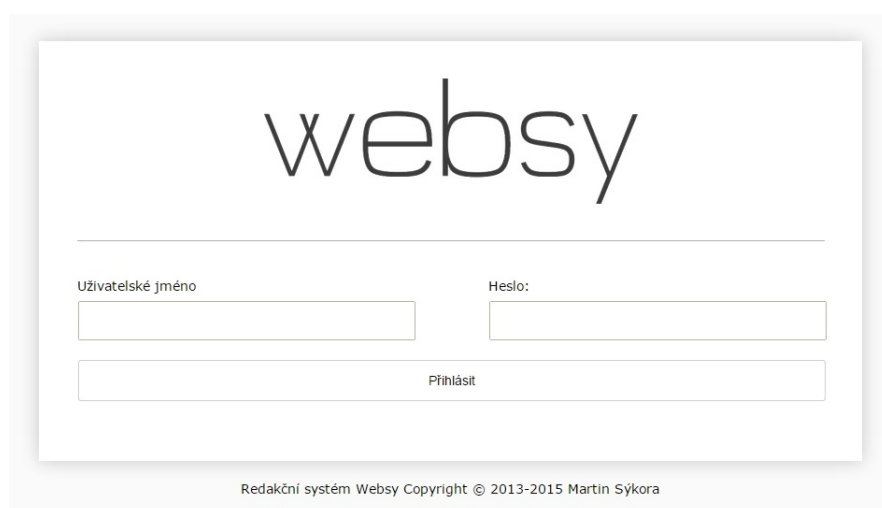 websy
Uživatelské jméno
Heslo:
Přihlásit
Redakční systém Websy Copyright © 2013-2015 Martin Sýkora